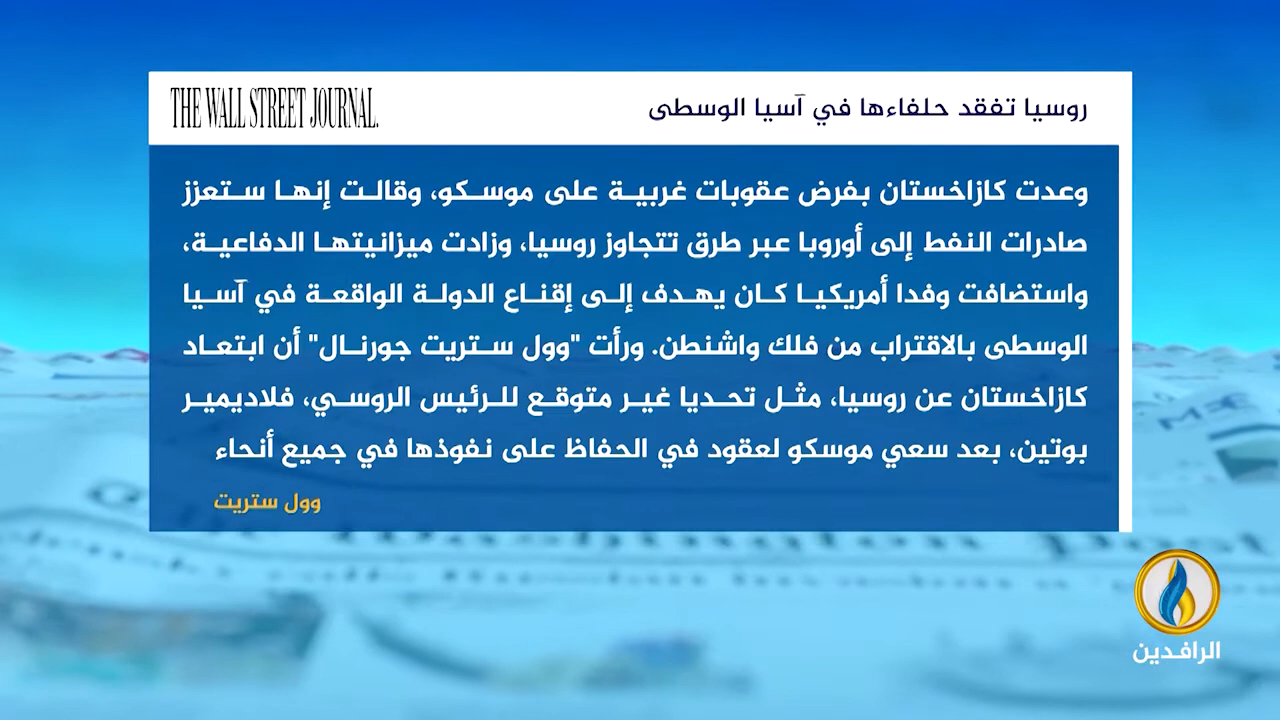 THE WALL STREET JOURNAL.
روسيا تفقد حلفاءها في آسيا الوسطى
وعدت كازاخستان بفرض عقوبات غربية على موسكو، وقالت إنها ستعزز
صادرات النفط إلى أوروبا عبر طرق تتجاوز روسيا، وزادت ميزانيتها الدفاعية،
واستضافت وفدا أمريكيا كان يهدف إلى إقناع الدولة الواقعة في آسيا
الوسطى بالاقتراب من فلك واشنطن. ورأت "وول ستريت جورنال" أن ابتعاد
كازاخستان عن روسيا، مثل تحديا غير متوقع للرئيس الروسي، فلاديمير
بوتين، بعد سعي موسكو لعقود في الحفاظ على نفوذها في جميع أنحاء
وول ستريت
الرافدين